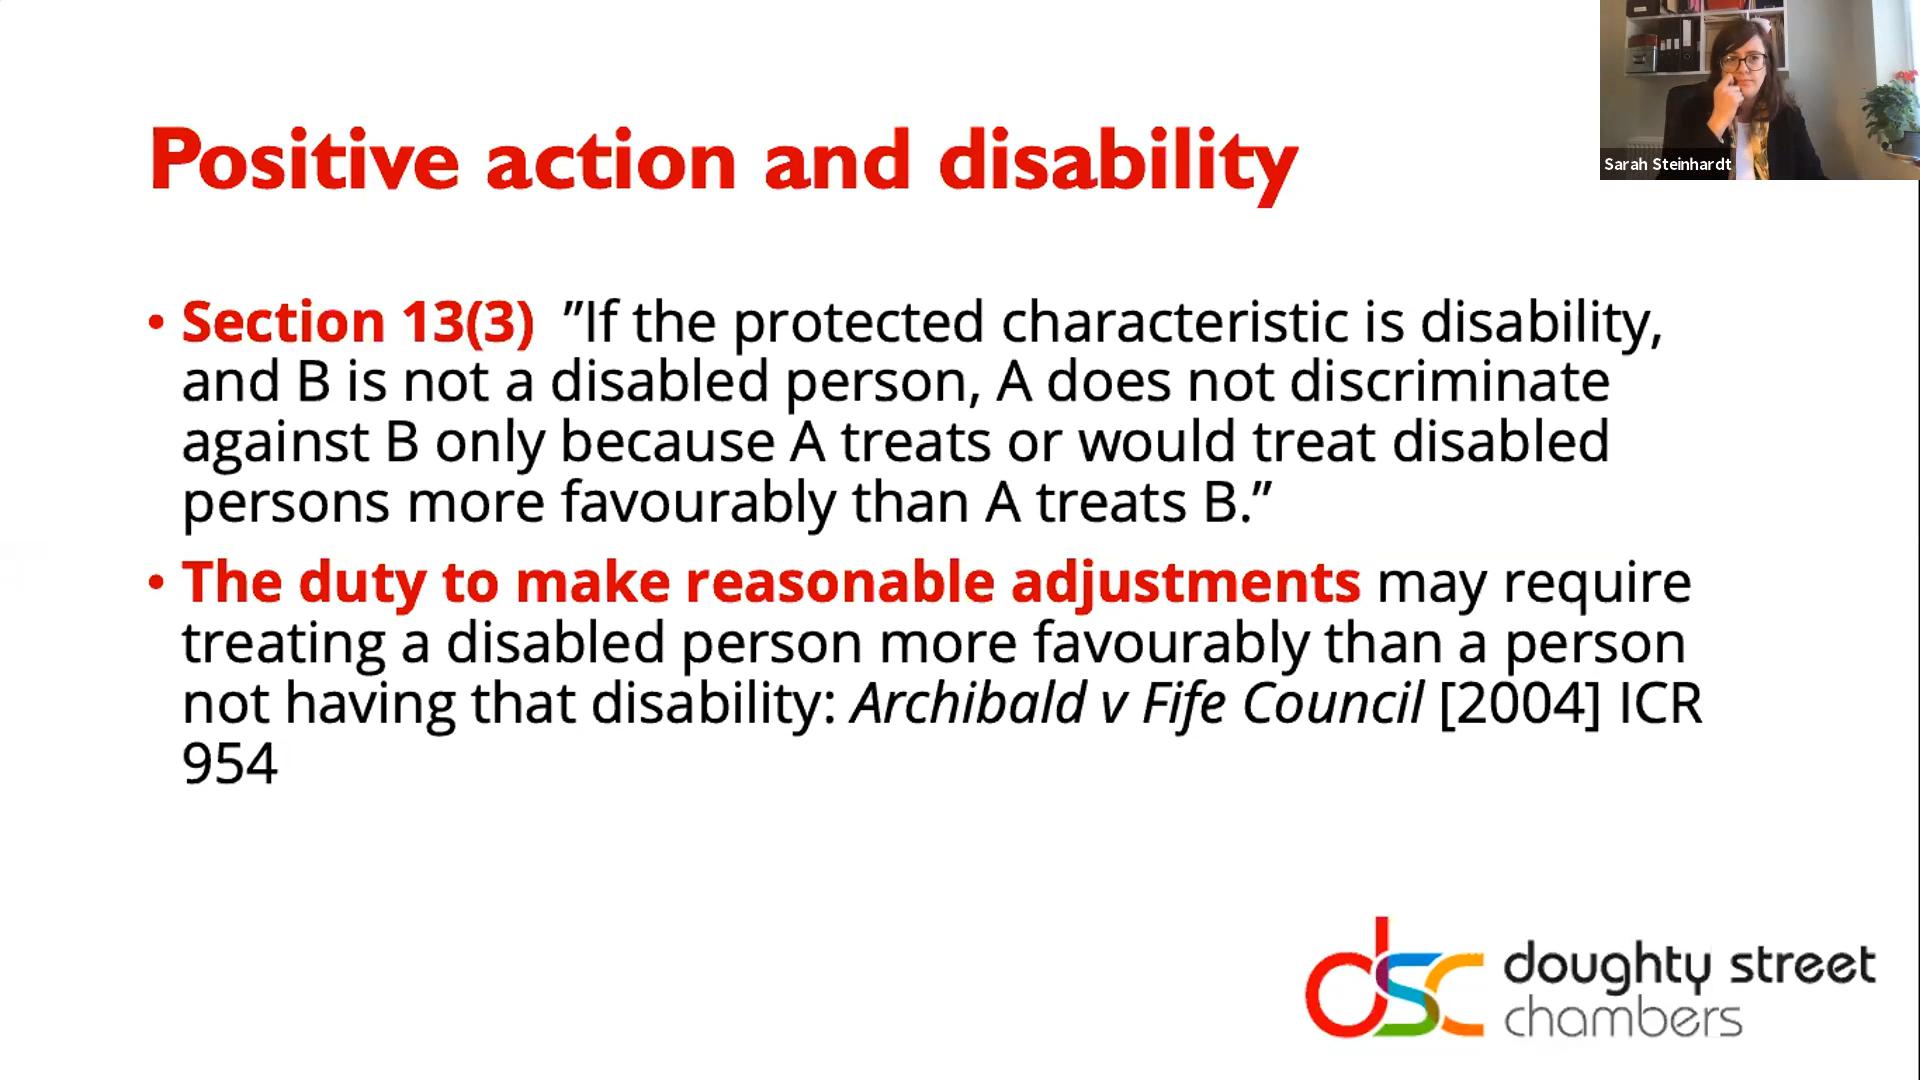 Sarah Steinhardt
Positive action and disability
• Section 13(3) ”If the protected characteristic is disability,
and B is not a disabled person, A does not discriminate
against B only because A treats or would treat disabled
persons more favourably than A treats B.”
• The duty to make reasonable adjustments may require
treating a disabled person more favourably than a person
not having that disability: Archibald v Fife Council [2004] ICR
954
dsc doughty street
chambers